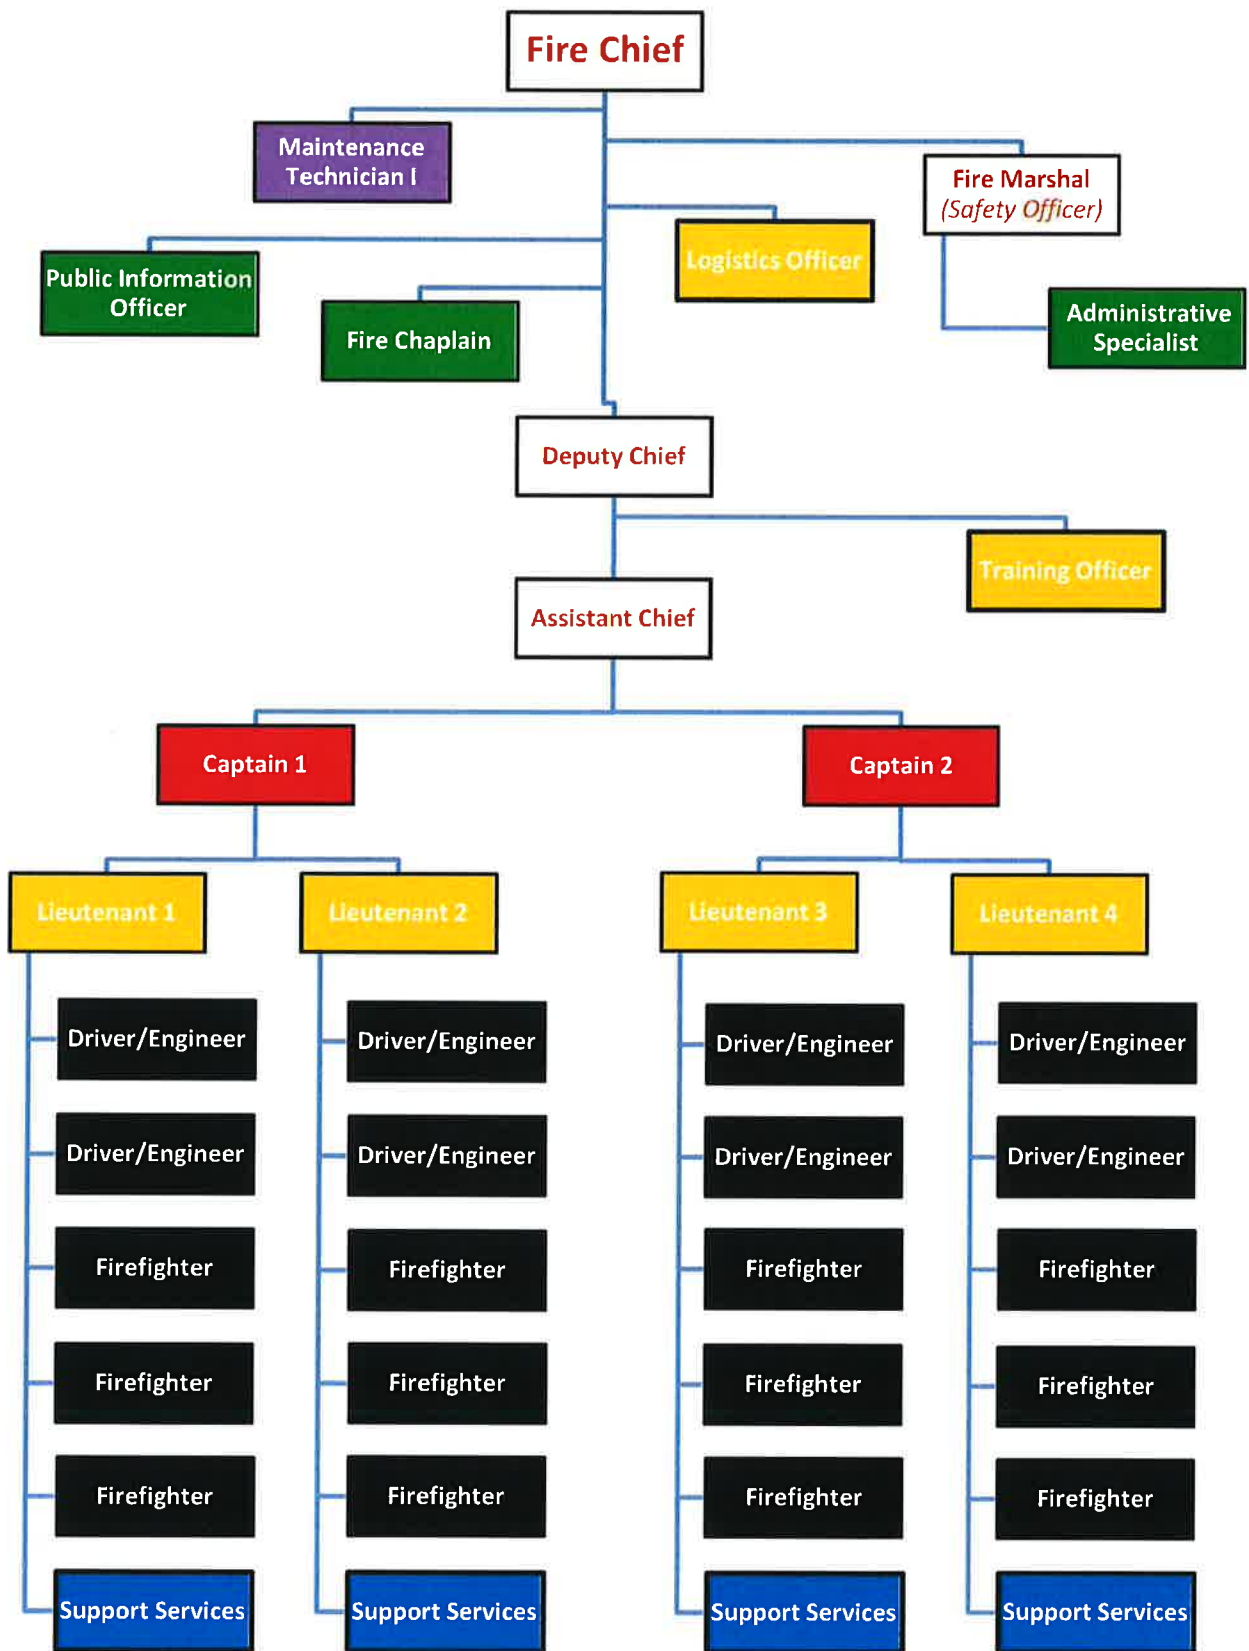 Fire Chief
Maintenance
Technician I
Fire Marshal
(Safety Officer)
Logistics Officer
Public Information
Officer
Fire Chaplain
Administrative
Specialist
Deputy Chief
Training Officer
Assistant Chief
Captain 1
Captain 2
Lieutenant 1
Lieutenant 2
Lieutenant 3
Lieutenant 4
Driver/Engineer
Driver/Engineer
Driver/Engineer
Driver/Engineer
Driver/Engineer
Driver/Engineer
Driver/Engineer
Driver/Engineer
Firefighter
Firefighter
Firefighter
Firefighter
Firefighter
Firefighter
Firefighter
Firefighter
Firefighter
Firefighter
Firefighter
Firefighter
Support Services
Support Services
Support Services
Support Services